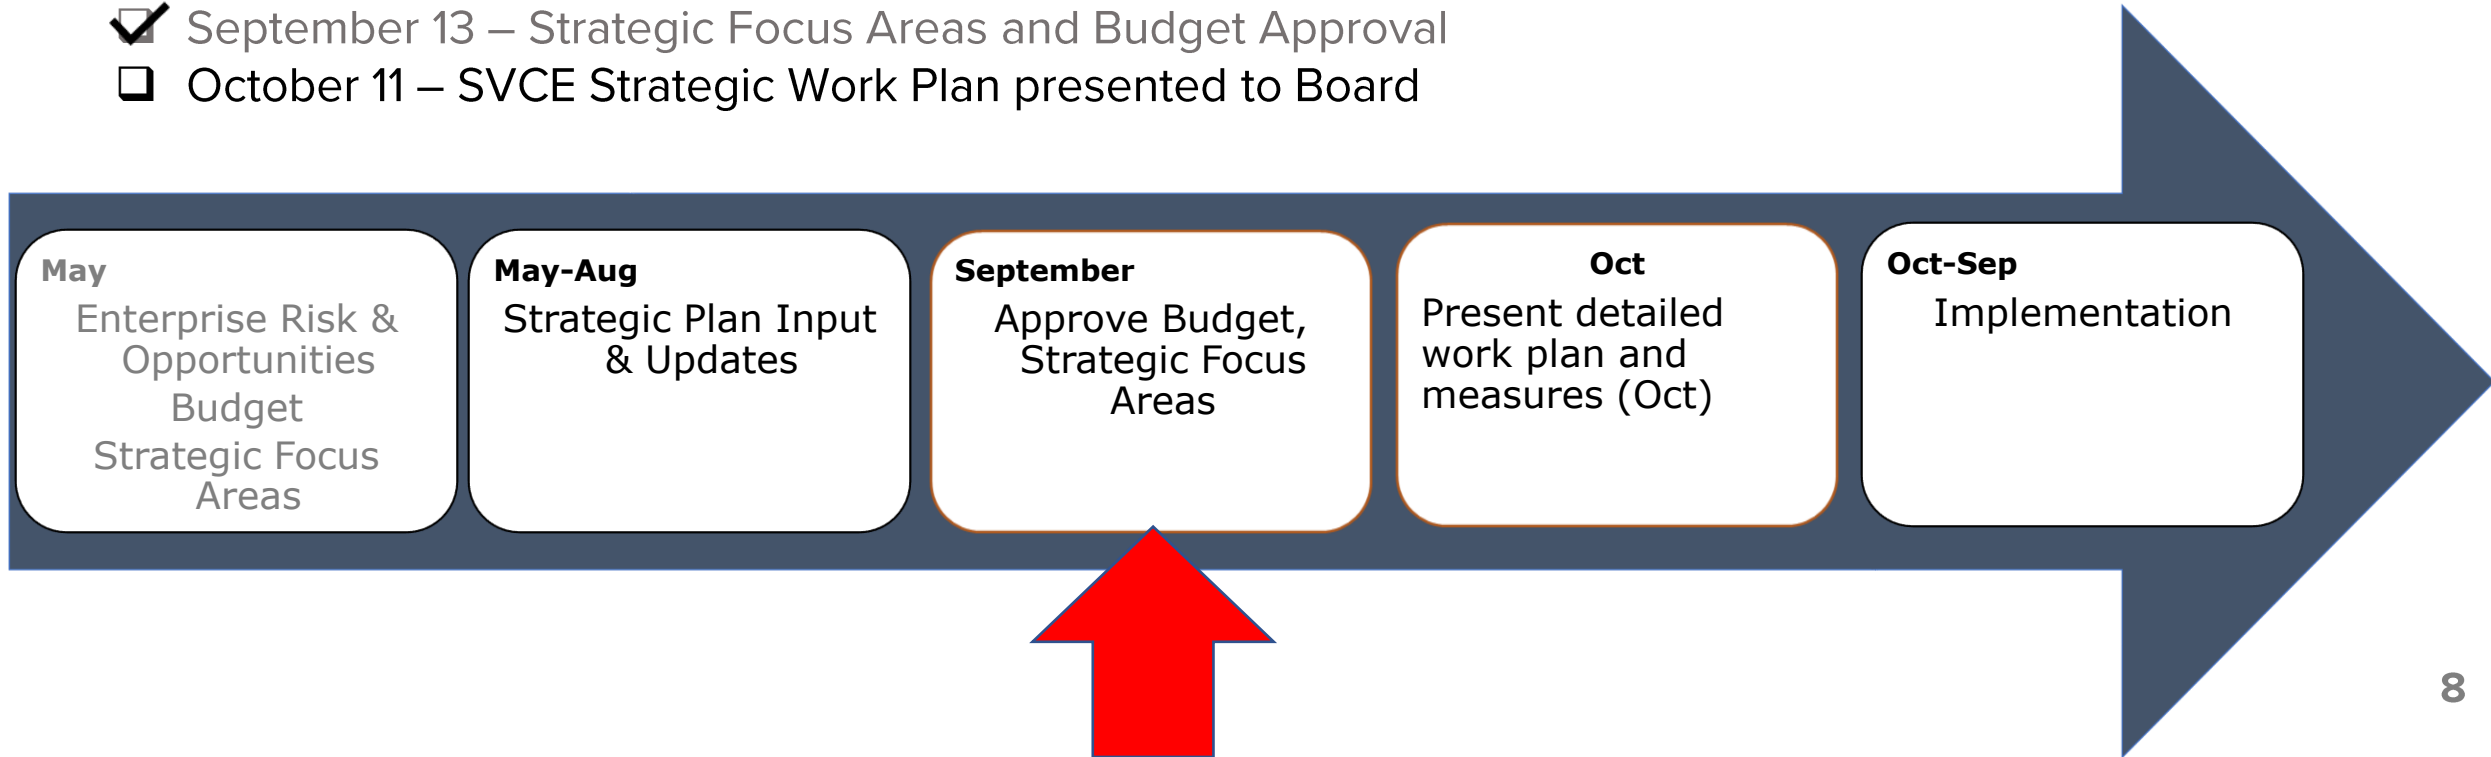 September 13 – Strategic Focus Areas and Budget Approval
October 11 – SVCE Strategic Work Plan presented to Board
May
Enterprise Risk &
Opportunities
Budget
Strategic Focus
Areas
May-Aug
Strategic Plan Input
& Updates
September
Approve Budget,
Strategic Focus
Areas
Oct
Present detailed
work plan and
measures (Oct)
Oct-Sep
Implementation
8